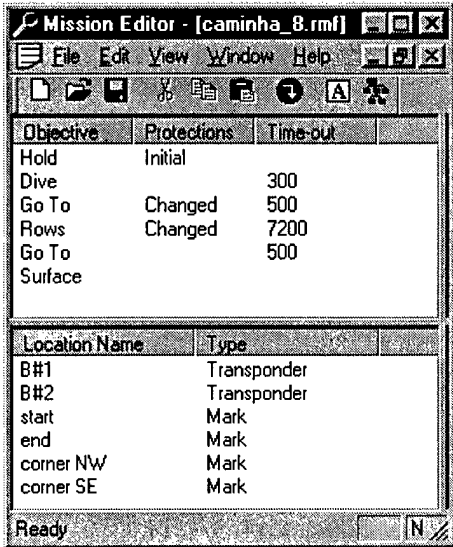 Mission Editor - [caminha_8.rmf]
File Edit View Window Help
A
Objective Protections Time-out
Hold Initial
Dive 300
Go To Changed 500
Rows Changed 7200
Go To 500
Surface
Location Name Type
B#1 Transponder
B#2 Transponder
start Mark
end Mark
corner NW Mark
corner SE Mark
Ready N